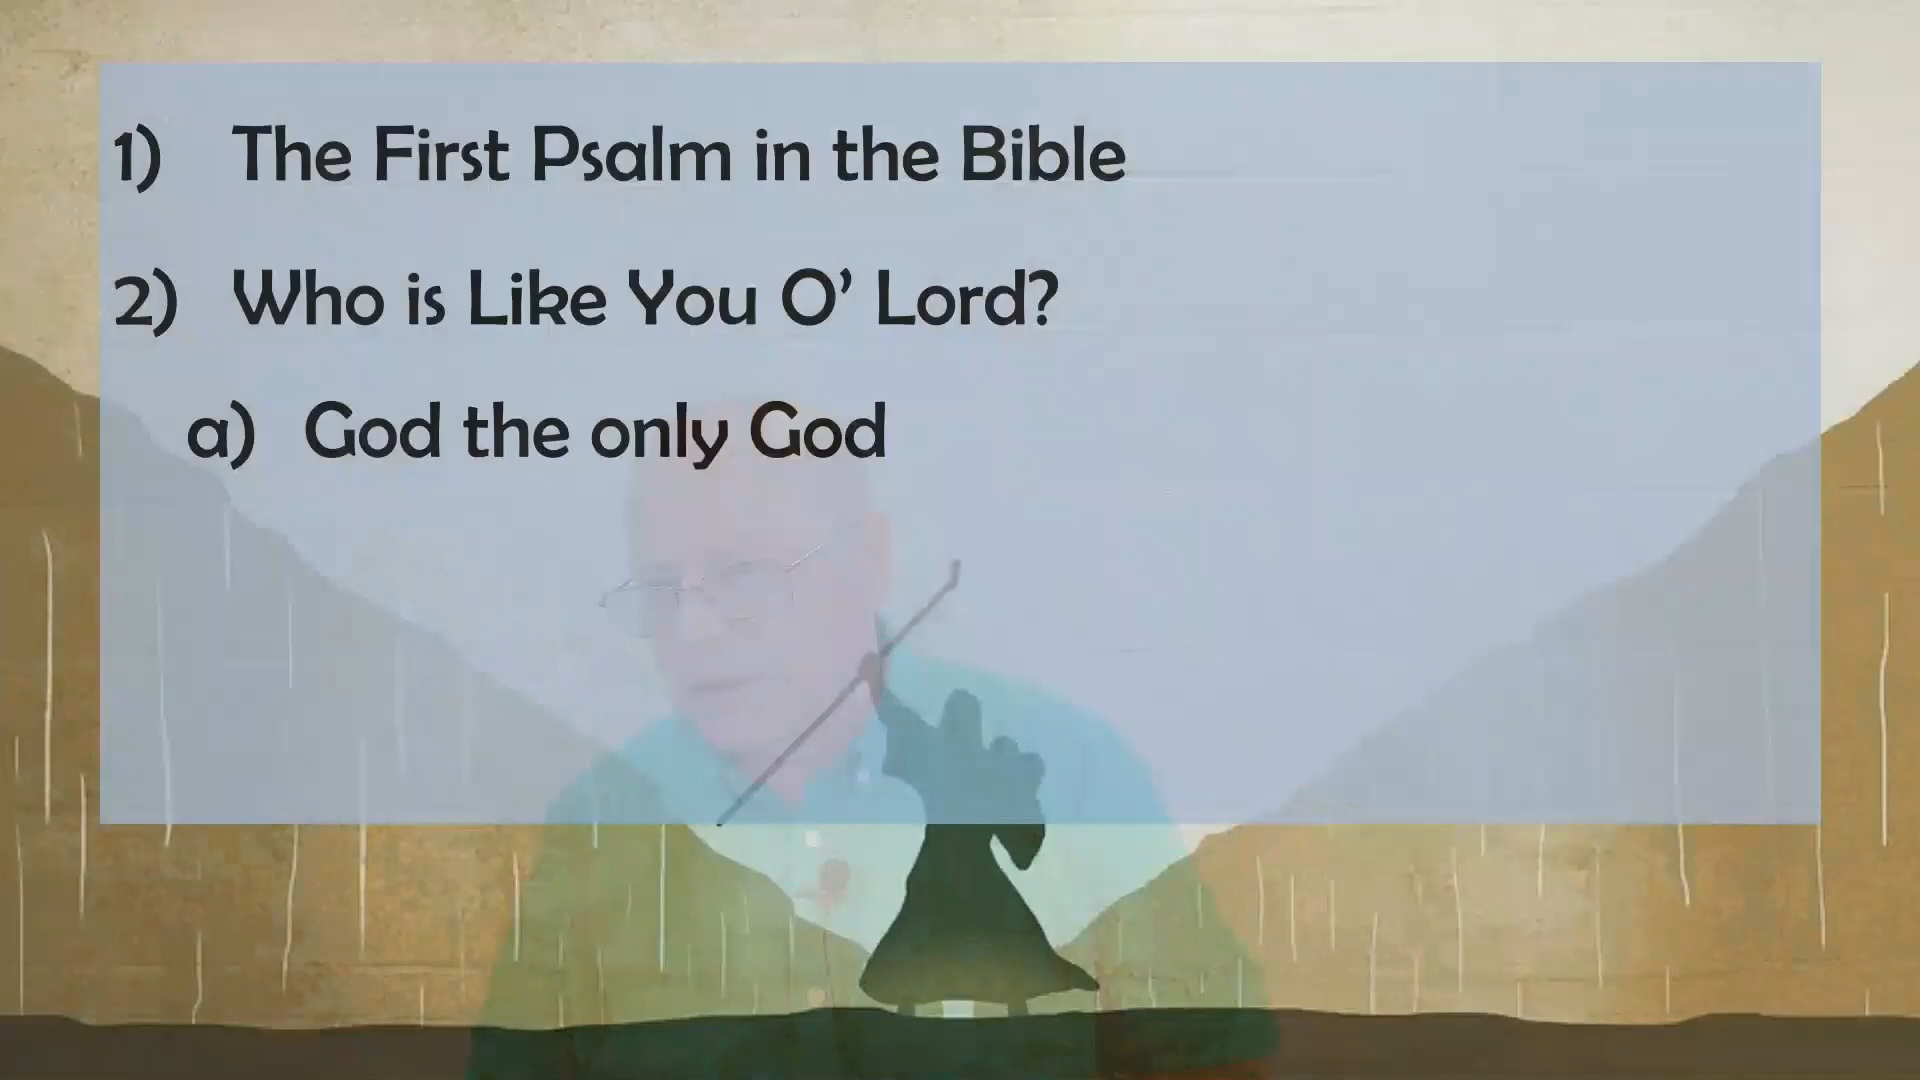 1) The First Psalm in the Bible
2) Who is Like You O’ Lord?
a) God the only God